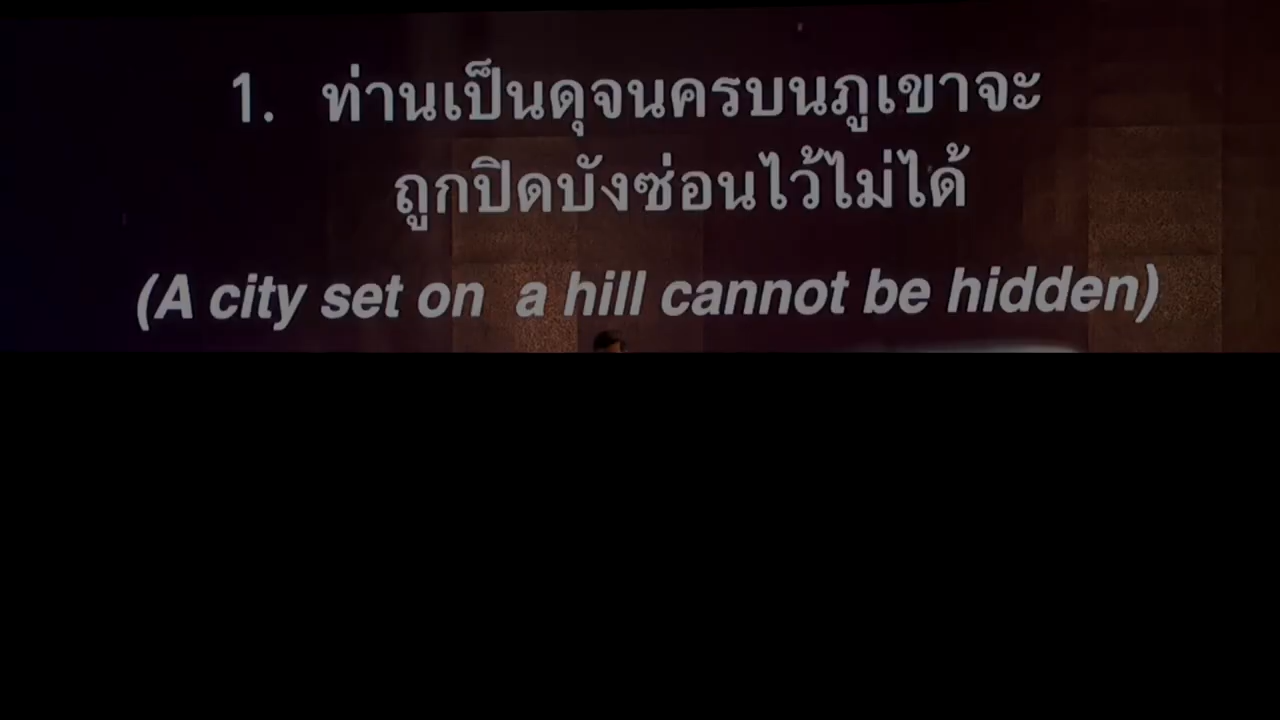 1. ท่านเป็นดุจนครบนภูเขาจะ
ถูกปิดบังซ่อนไว้ไม่ได้
(A city set on a hill cannot be hidden)